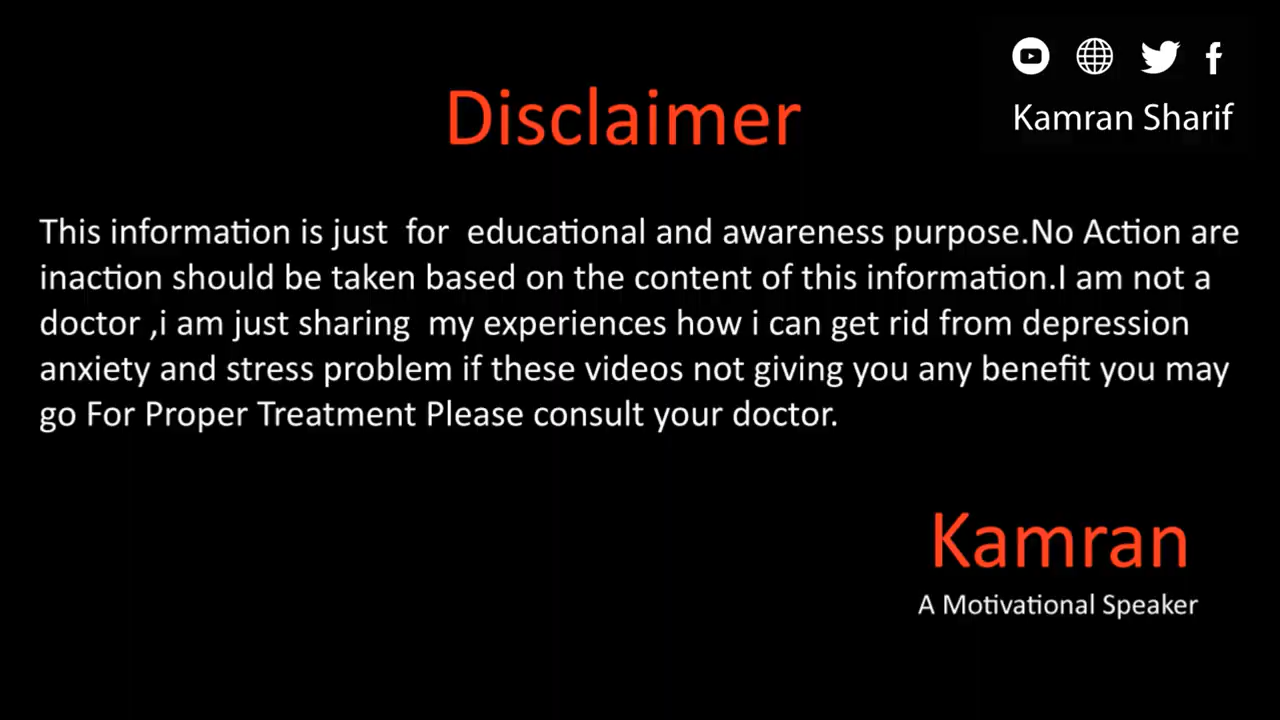 Kamran Sharif
Disclaimer
This information is just  for  educational and awareness purpose.No Action are
inaction should be taken based on the content of this information.I am not a
doctor ,i am just sharing  my experiences how i can get rid from depression
anxiety and stress problem if these videos not giving you any benefit you may
go For Proper Treatment Please consult your doctor.
Kamran
A Motivational Speaker